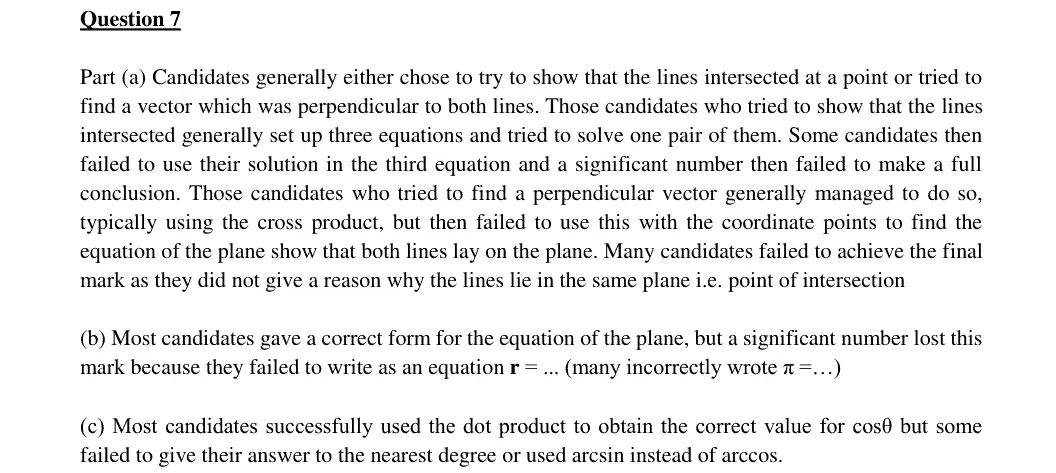 Question 7
Part (a) Candidates generally either chose to try to show that the lines intersected at a point or tried to
find a vector which was perpendicular to both lines. Those candidates who tried to show that the lines
intersected generally set up three equations and tried to solve one pair of them. Some candidates then
failed to use their solution in the third equation and a significant number then failed to make a full
conclusion. Those candidates who tried to find a perpendicular vector generally managed to do so,
typically using the cross product, but then failed to use this with the coordinate points to find the
equation of the plane show that both lines lay on the plane. Many candidates failed to achieve the final
mark as they did not give a reason why the lines lie in the same plane i.e. point of intersection
(b) Most candidates gave a correct form for the equation of the plane, but a significant number lost this
mark because they failed to write as an equation r = ... (many incorrectly wrote π =…)
(c) Most candidates successfully used the dot product to obtain the correct value for cosθ but some
failed to give their answer to the nearest degree or used arcsin instead of arccos.